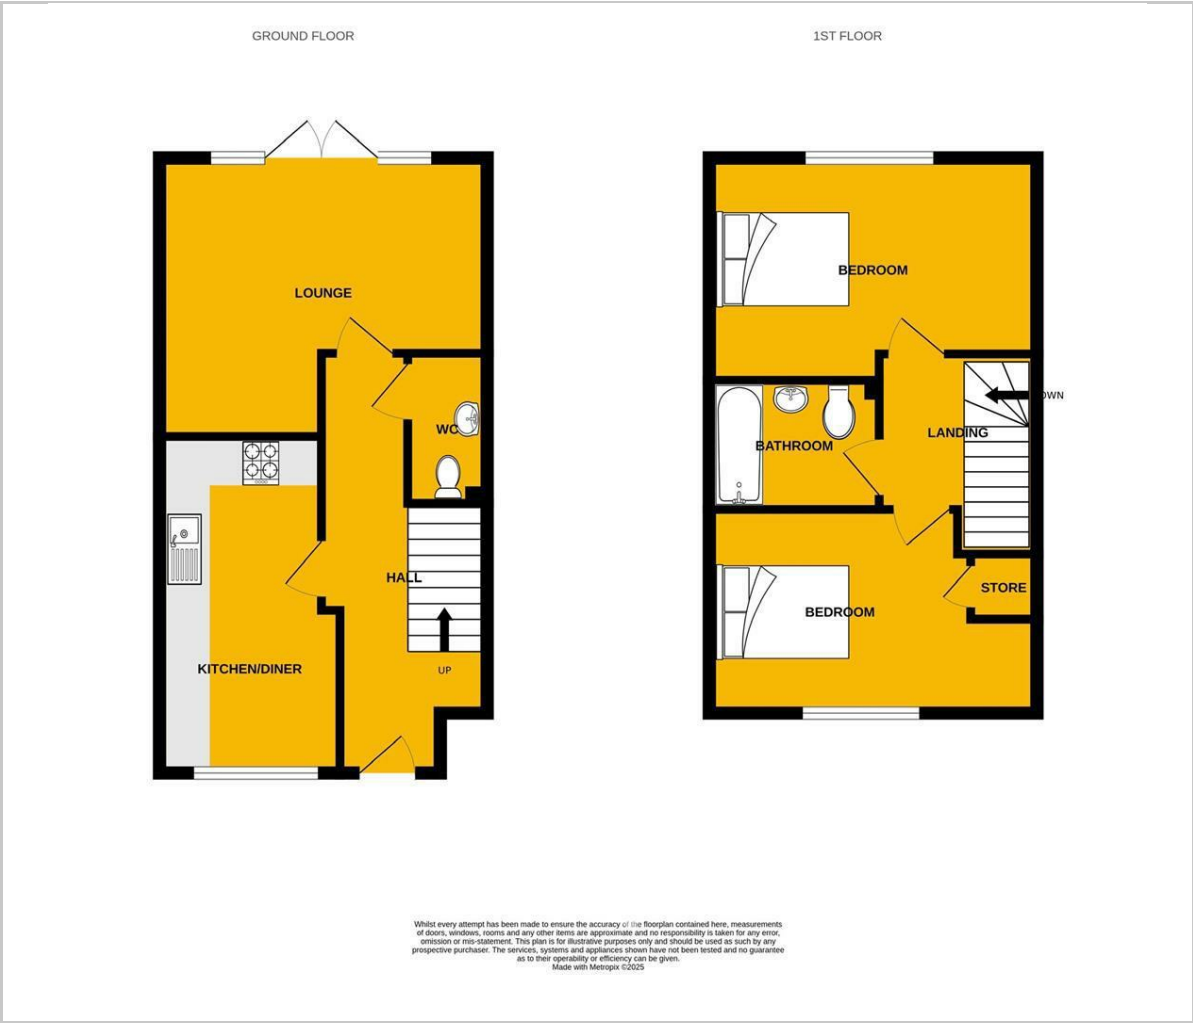 GROUND FLOOR
1ST FLOOR
LOUNGE
WC
HALL
KITCHEN/DINER
UP
BEDROOM
BATHROOM
LANDING
OWN
BEDROOM
STORE
Whilst every attempt has been made to ensure the accuracy of the floorplan contained here, measurements
of doors, windows, rooms and any other items are approximate and no responsibility is taken for any error,
omission or mis-statement. This plan is for illustrative purposes only and should be used as such by any
prospective purchaser. The services, systems and appliances shown have not been tested and no guarantee
as to their operability or efficiency can be given.
Made with Metropix ©2025